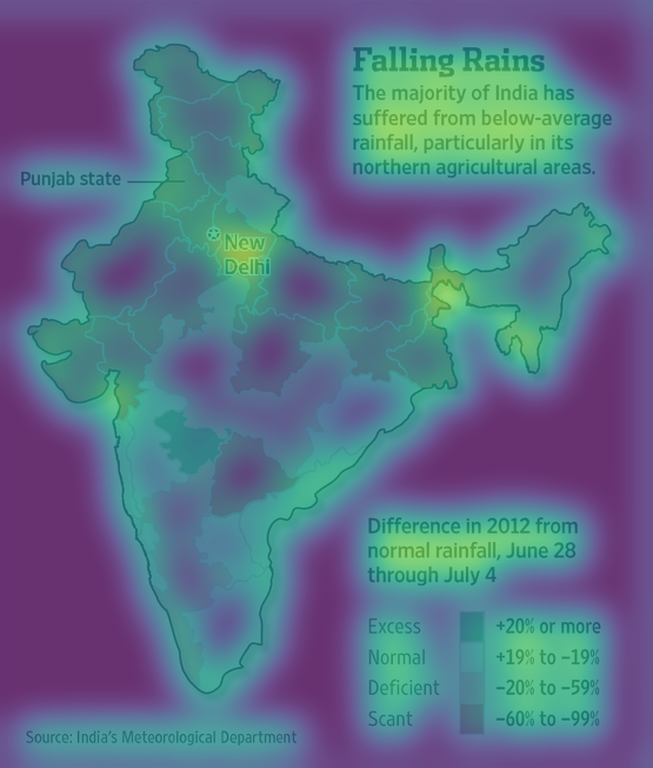 Falling Rains
The majority of India has
suffered from below-average
rainfall, particularly in its
northern agricultural areas.
Punjab state
New
Delhi
Difference in 2012 from
normal rainfall, June 28
through July 4
Excess +20% or more
Normal +19% to –19%
Deficient –20% to –59%
Scant –60% to –99%
Source: India's Meteorological Department